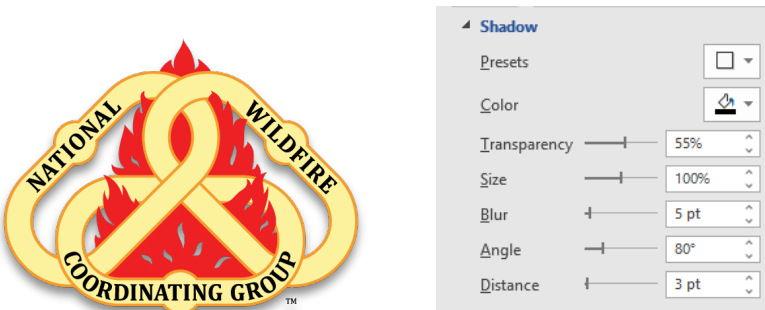 NATIONAL
WILDFIRE
COORDINATING GROUP
TM
Shadow
Presets
Color
Transparency 55%
Size 100%
Blur 5 pt
Angle 80°
Distance 3 pt